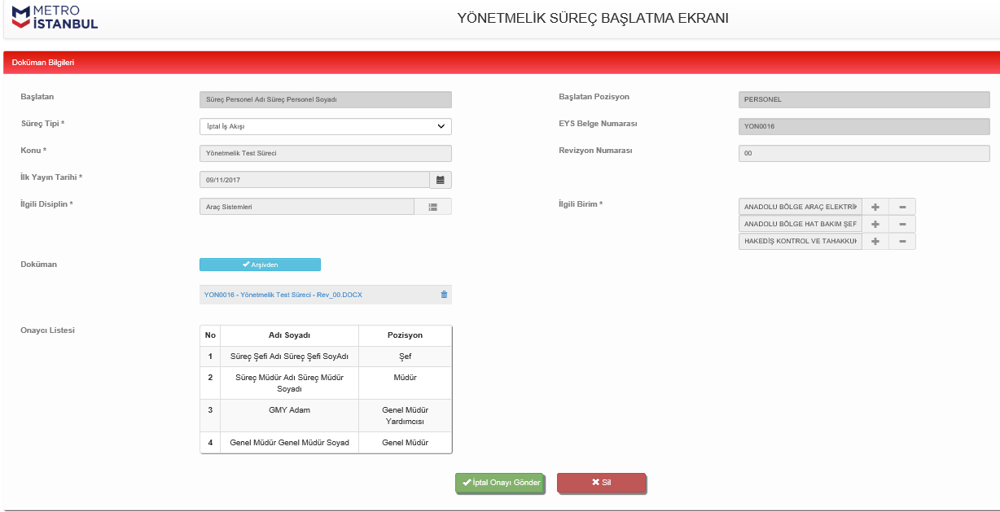 METRO
İSTANBUL
YÖNETMELİK SÜREÇ BAŞLATMA EKRANI
Doküman Bilgileri
Başlatan
Süreç Personel Adı Süreç Personel Soyadı
Başlatan Pozisyon
PERSONEL
Süreç Tipi *
İptal İş Akışı
EYS Belge Numarası
YON0016
Konu *
Yönetmelik Test Süreci
Revizyon Numarası
00
İlk Yayın Tarihi *
09/11/2017
İlgili Disiplin *
Araç Sistemleri
İlgili Birim *
ANADOLU BÖLGE ARAÇ ELEKTRİK
ANADOLU BÖLGE HAT BAKIM ŞEF
HAKEDİŞ KONTROL VE TAHAKKUK
Doküman
Arşivden
YON0016 - Yönetmelik Test Süreci - Rev_00.DOCX
Onaycı Listesi
No Adı Soyadı Pozisyon
1 Süreç Şefi Adı Süreç Şefi SoyAdı Şef
2 Süreç Müdür Adı Süreç Müdür Soyadı Müdür
3 GMY Adam Genel Müdür Yardımcısı
4 Genel Müdür Genel Müdür Soyad Genel Müdür
İptal Onayı Gönder
Sil